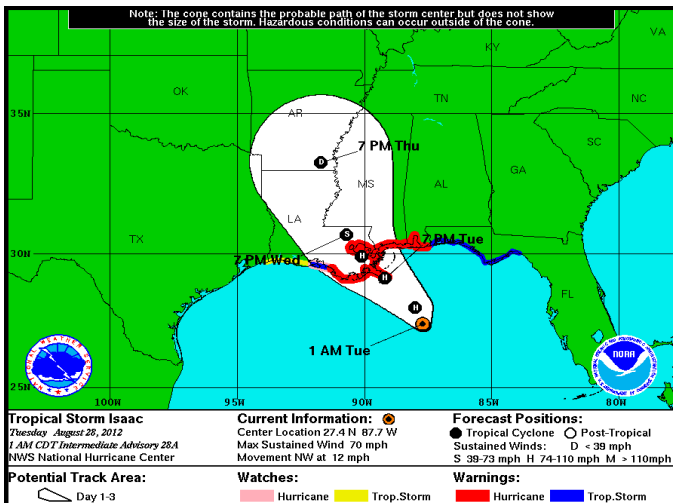 Note: The cone contains the probable path of the storm center but does not show
the size of the storm. Hazardous conditions can occur outside of the cone.
VA
KY
OK
TN
NC
35N
AR
SC
7 PM Thu
D
MS
AL
GA
LA
TX
S
7 PM Tue
30N
H
7 PM Wed
H
FL
H
1 AM Tue
NOAA
25N
100W
95W
90W
85W
80W
Tropical Storm Isaac
Tuesday August 28, 2012
1 AM CDT Intermediate Advisory 28A
NWS National Hurricane Center
Current Information:
Center Location 27.4 N 87.7 W
Max Sustained Wind 70 mph
Movement NW at 12 mph
Forecast Positions:
Tropical Cyclone Post-Tropical
Sustained Winds: D < 39 mph
S 39-73 mph H 74-110 mph M > 110mph
Potential Track Area:
Day 1-3
Watches:
Hurricane Trop.Storm
Warnings:
Hurricane Trop.Storm